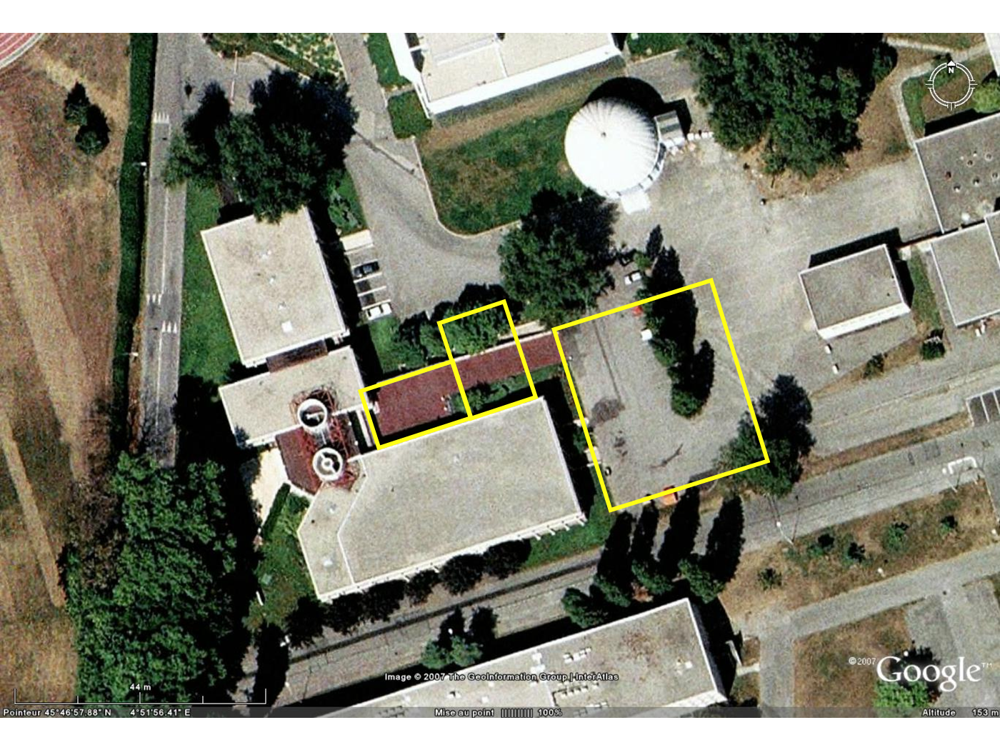 N
©2007 Google™
Image © 2007 The GeoInformation Group | InterAtlas
44 m
Pointeur 45°46'57.88" N 4°51'56.41" E Mise au point |||||||||| 100% Altitude 153 m